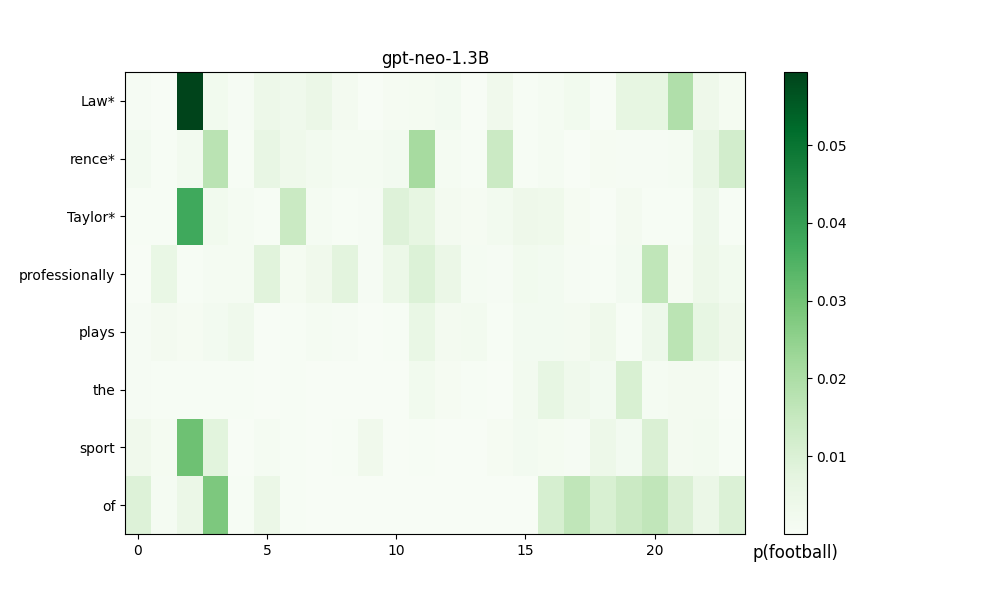 gpt-neo-1.3B
Law*
rence*
Taylor*
professionally
plays
the
sport
of
0 5 10 15 20
0.05
0.04
0.03
0.02
0.01
p(football)